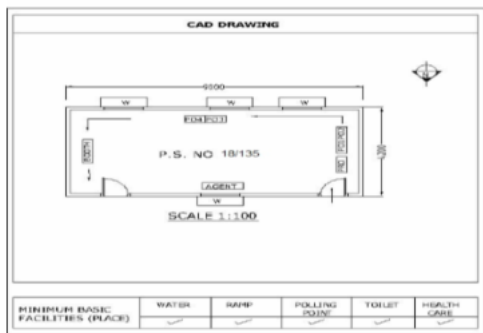 CAD DRAWING
N
W W W
BOOTH
P.S. NO 18/135
AGENT
W
SCALE 1:100
MINIMUM BASIC FACILITIES (PLACE)
WATER
RAMP
POLLING POINT
TOILET
HEALTH CARE